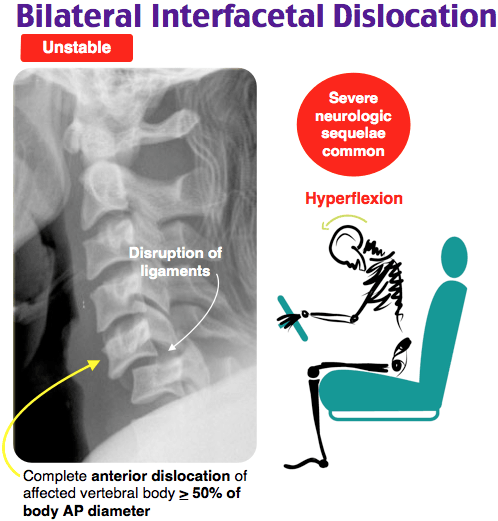 Bilateral Interfacetal Dislocation
Unstable
Severe
neurologic
sequelae
common
Hyperflexion
Disruption of
ligaments
Complete anterior dislocation of
affected vertebral body ≥ 50% of
body AP diameter